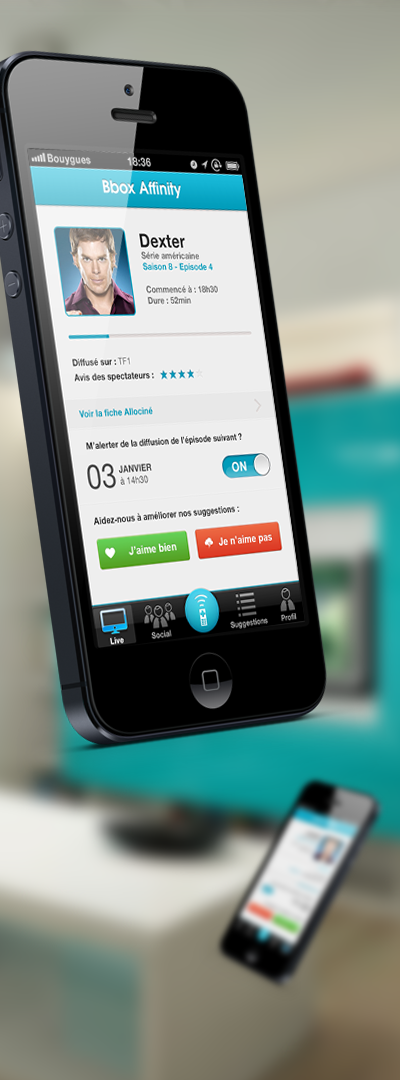 Bouygues 18:36
Bbox Affinity
Dexter
Série américaine
Saison 8 - Episode 4
Commencé à : 18h30
Dure : 52min
Diffusé sur : TF1
Avis des spectateurs :
Voir la fiche Allociné
M'alerter de la diffusion de l'épisode suivant ?
03 JANVIER
à 14h30
ON
Aidez-nous à améliorer nos suggestions :
J'aime bien
Je n'aime pas
Live
Social
Suggestions
Profil